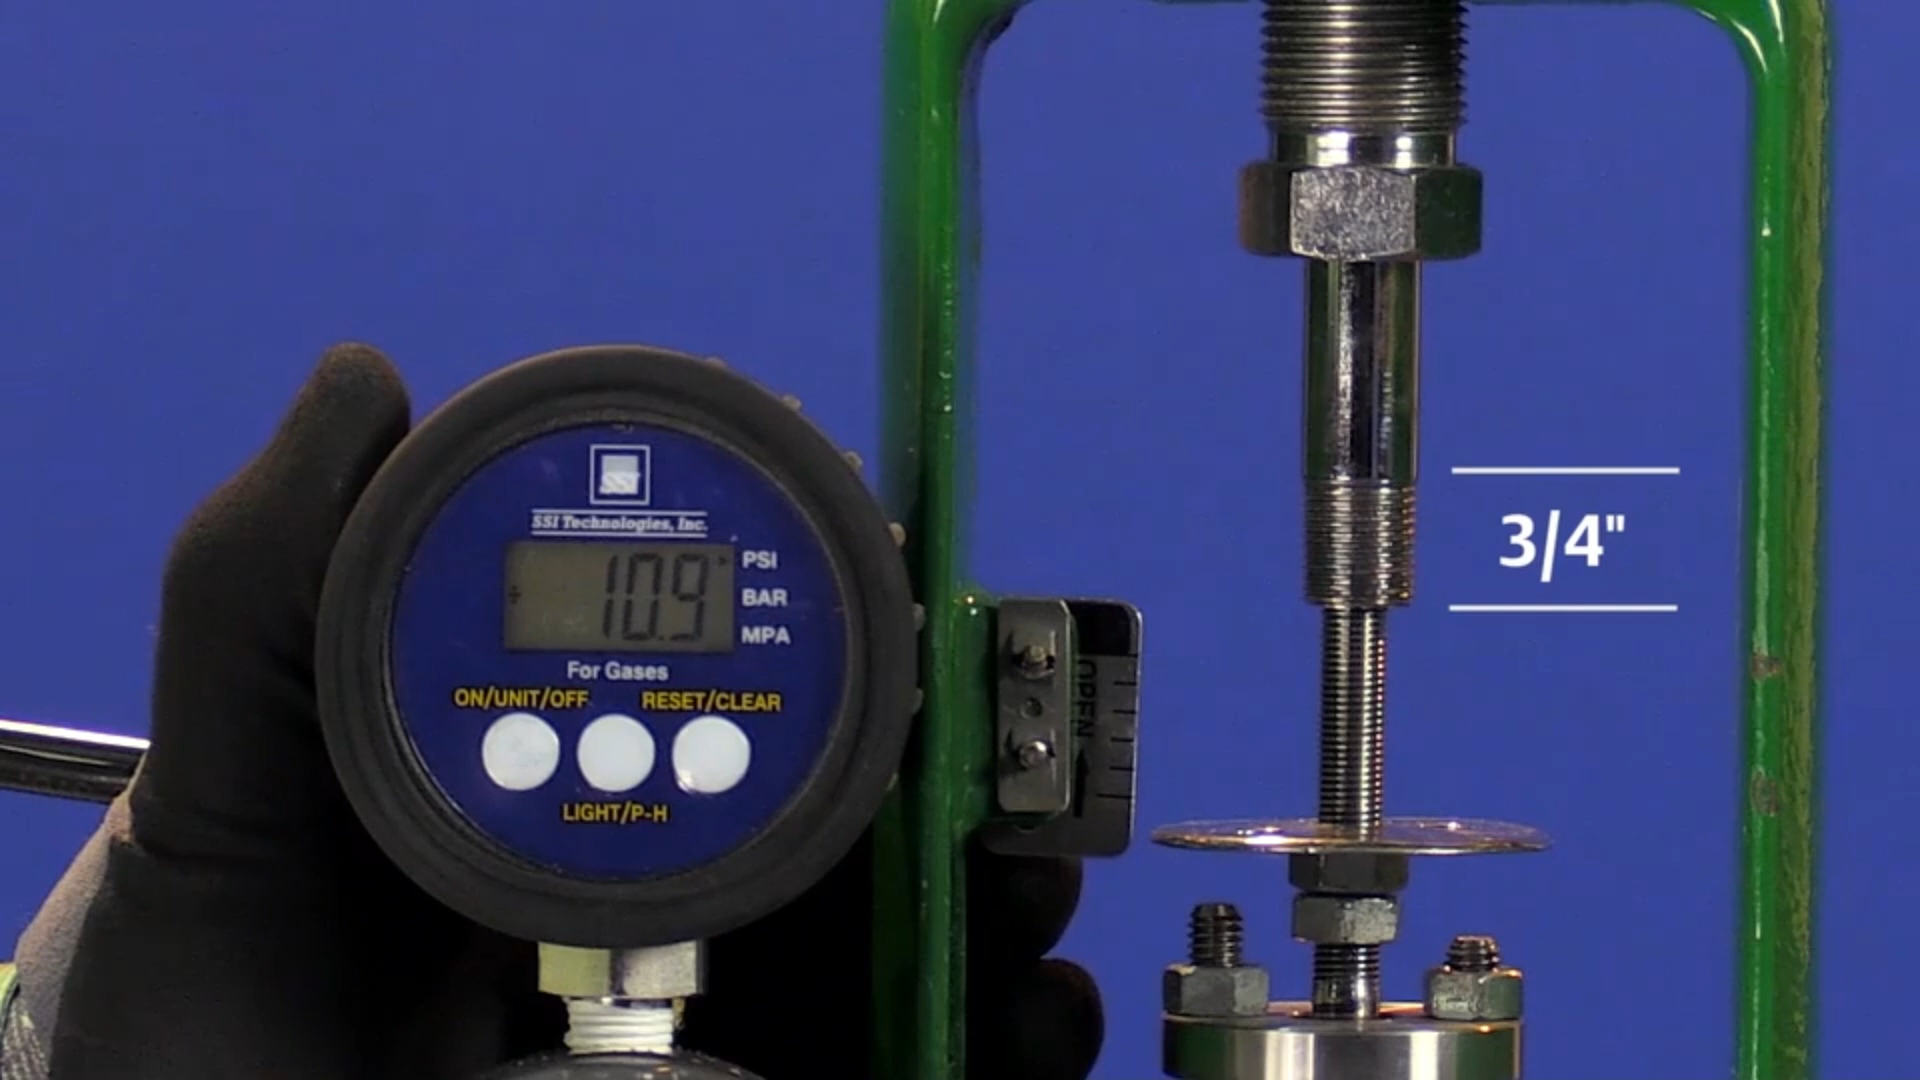 SSI
SSI Technologies, Inc.
10.9
PSI
BAR
MPA
For Gases
ON/UNIT/OFF RESET/CLEAR
LIGHT/P-H
OPEN
3/4"